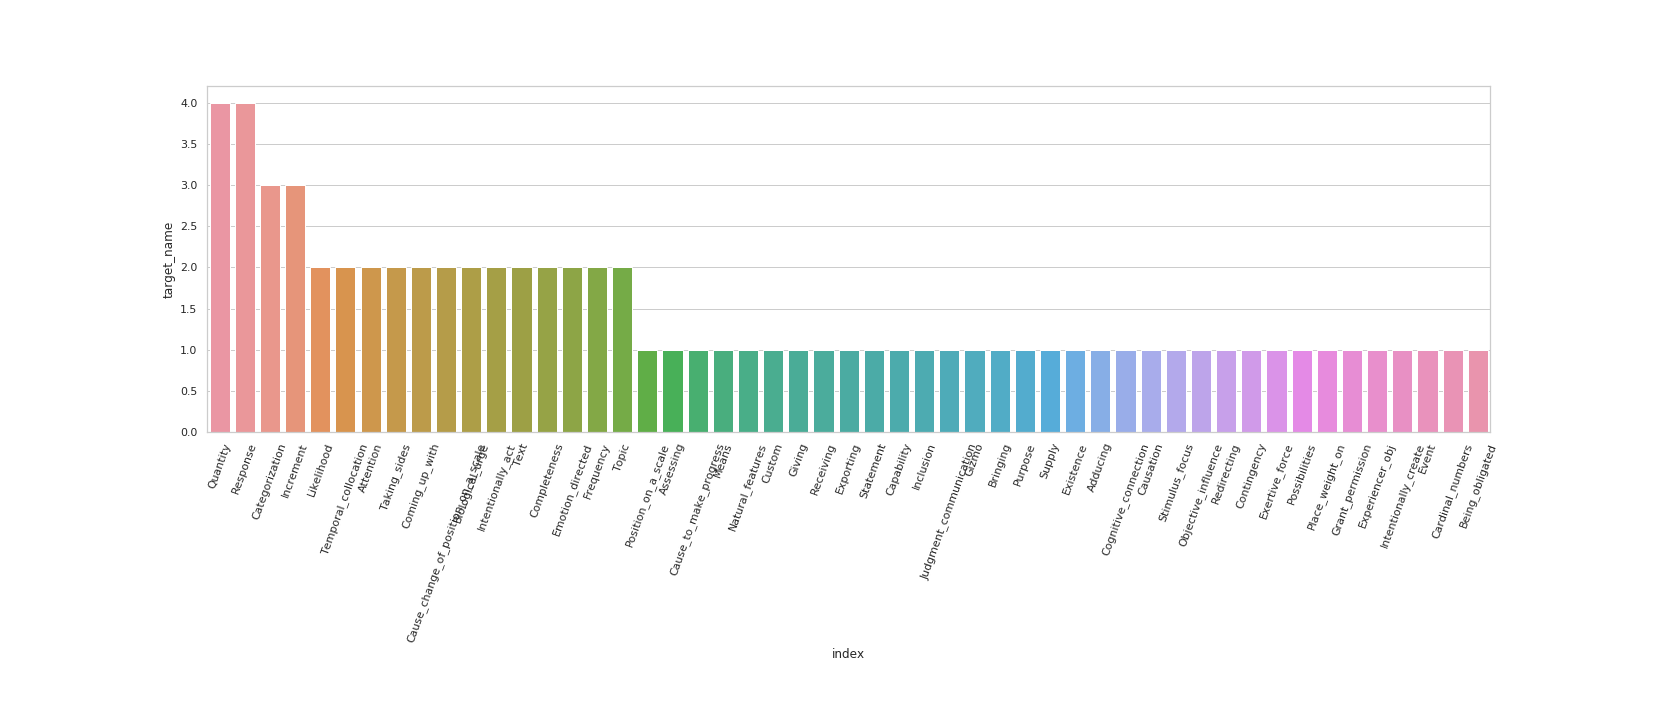 4.0
3.5
3.0
2.5
2.0
1.5
1.0
0.5
0.0
target_name
Quantity
Response
Categorization
Increment
Likelihood
Temporal_collocation
Attention
Taking_sides
Coming_up_with
Cause_change_of_position_on_a_scale
Biological_urge
Intentionally_act
Text
Completeness
Emotion_directed
Frequency
Topic
Position_on_a_scale
Assessing
Cause_to_make_progress
Means
Natural_features
Custom
Giving
Receiving
Exporting
Statement
Capability
Inclusion
Judgment_communication
Gizmo
Bringing
Purpose
Supply
Existence
Adducing
Cognitive_connection
Causation
Stimulus_focus
Objective_influence
Redirecting
Contingency
Exertive_force
Possibilities
Place_weight_on
Grant_permission
Experiencer_obj
Intentionally_create
Event
Cardinal_numbers
Being_obligated
index